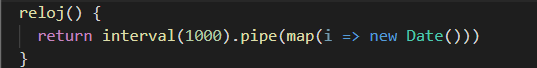 reloj() {
return interval(1000).pipe(map(i => new Date()))
}